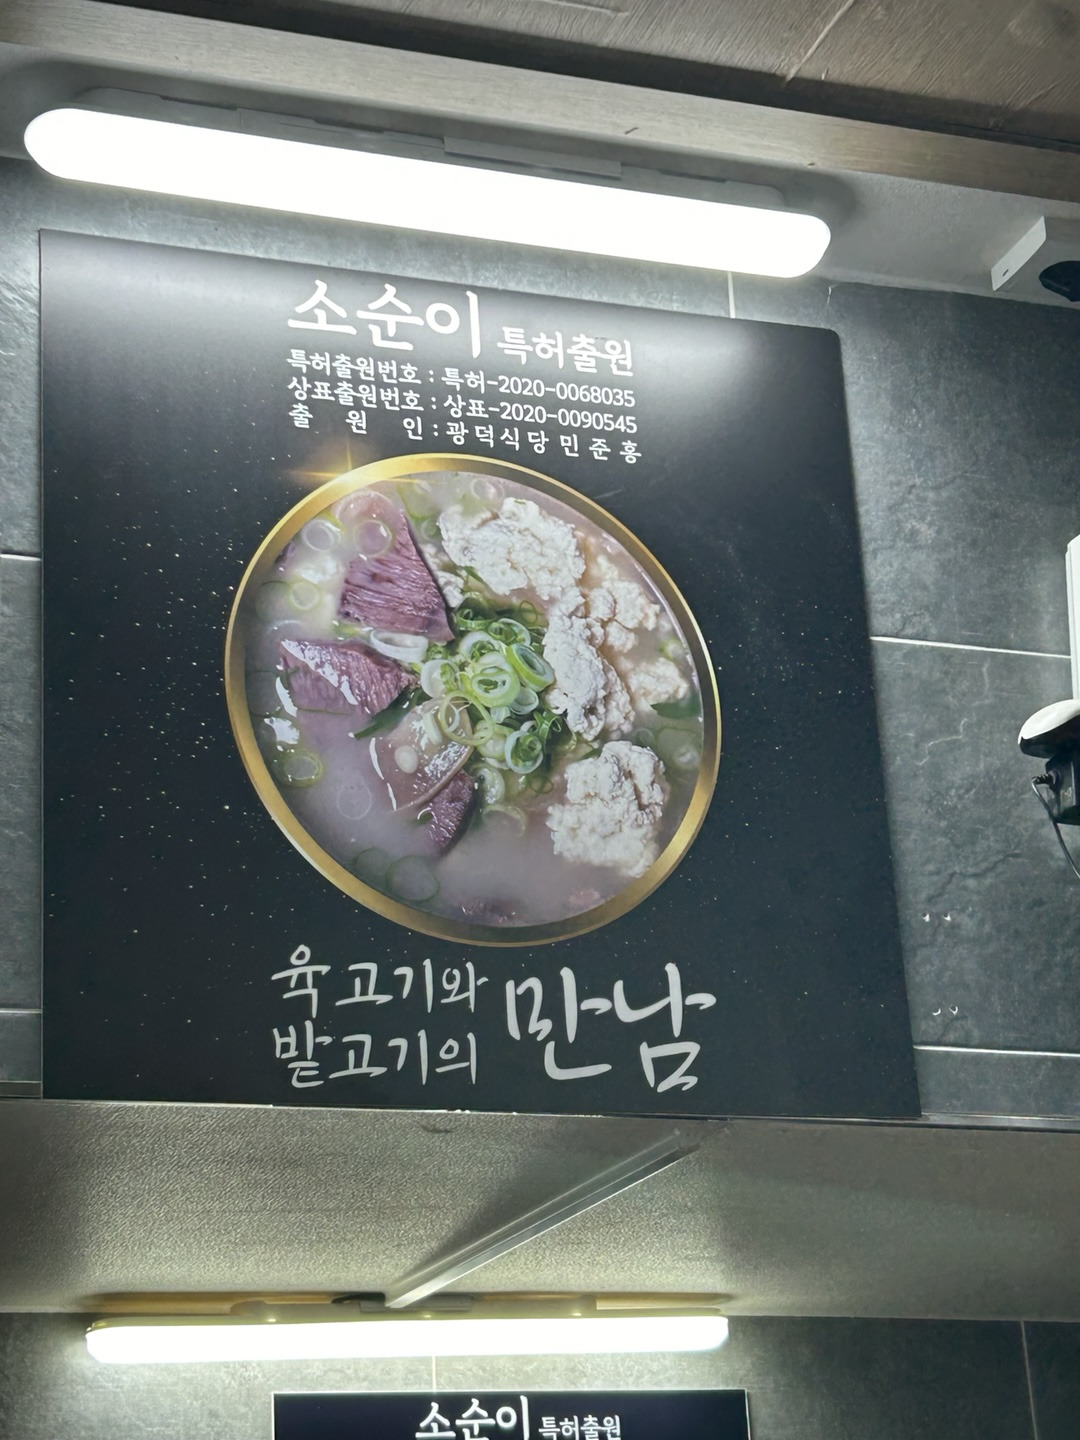 소순이 특허출원
특허출원번호 : 특허-2020-0068035
상표출원번호 : 상표-2020-0090545
출 원 인 : 광덕식당 민준홍
육고기와
밭고기의 만남
소순이 특허출원